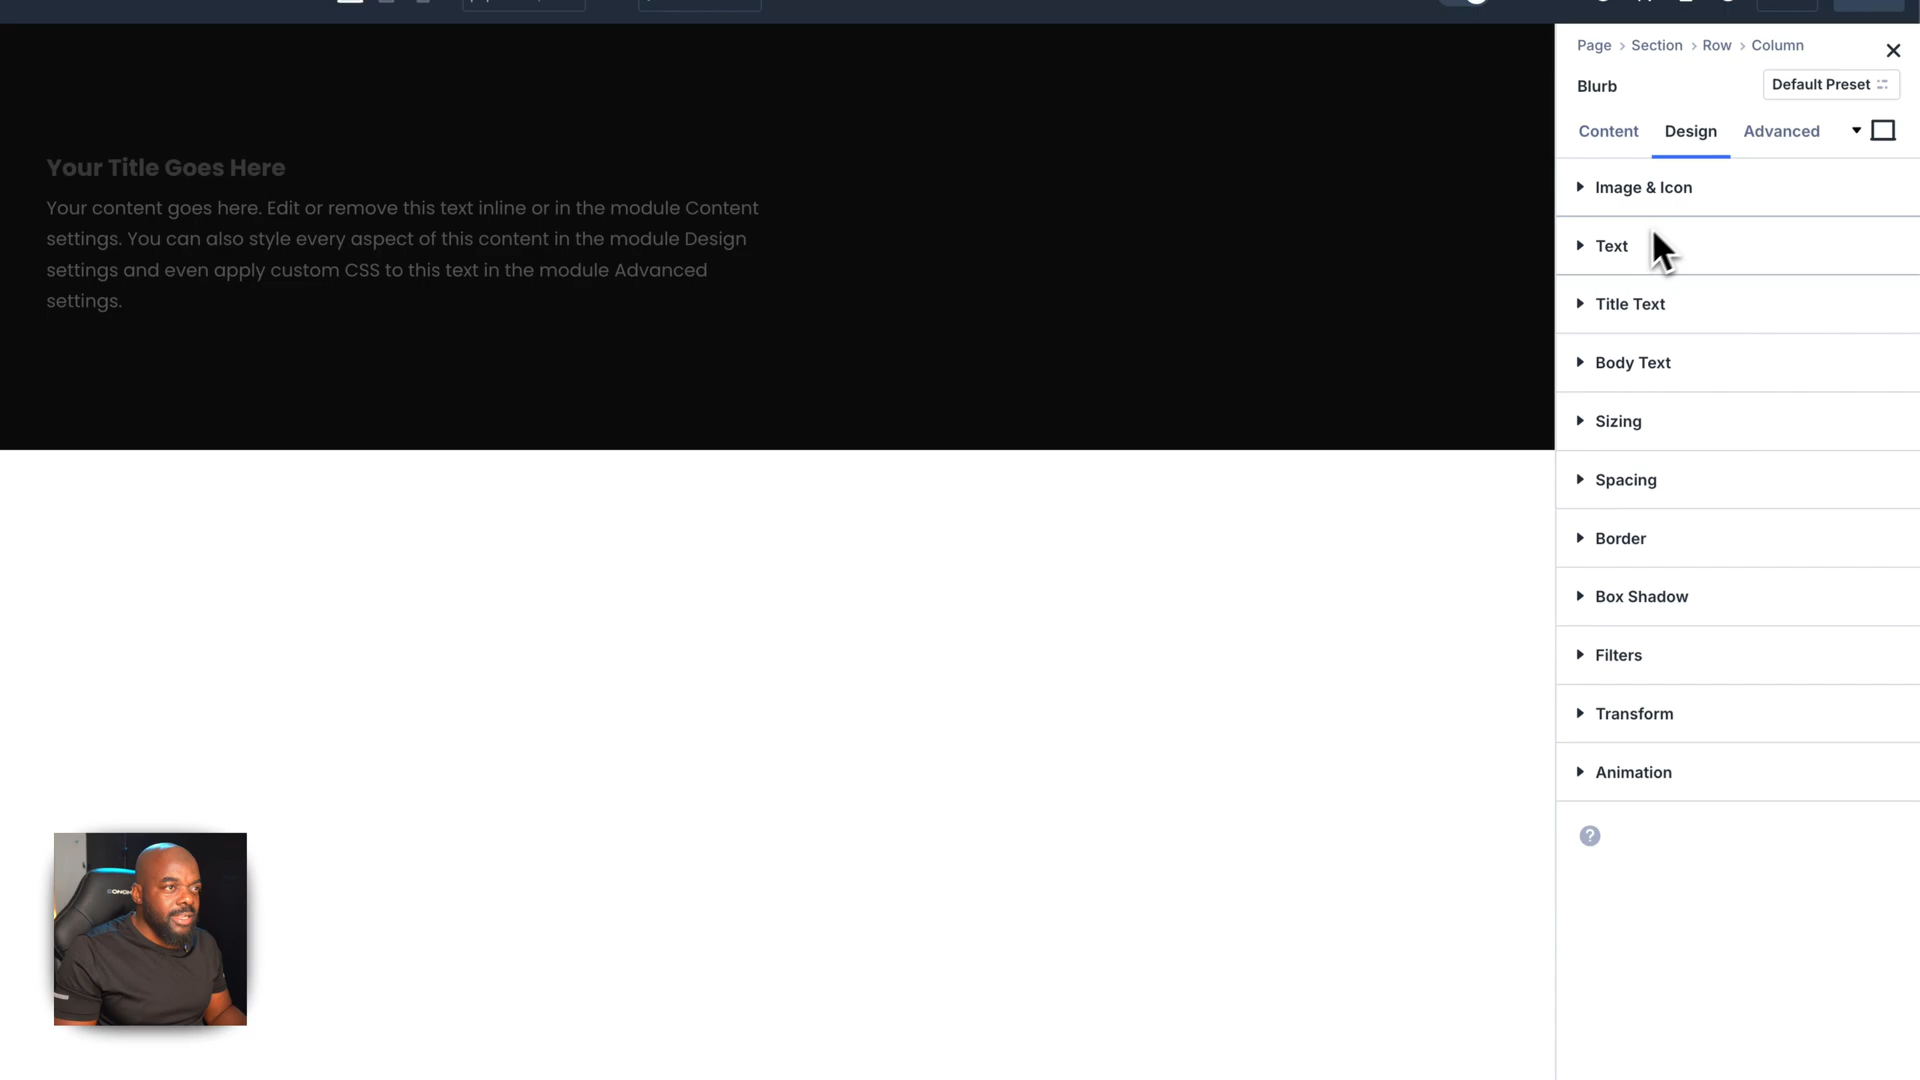 Page > Section > Row > Column
Blurb
Default Preset
Content
Design
Advanced
Your Title Goes Here
Your content goes here. Edit or remove this text inline or in the module Content
settings. You can also style every aspect of this content in the module Design
settings and even apply custom CSS to this text in the module Advanced
settings.
Image & Icon
Text
Title Text
Body Text
Sizing
Spacing
Border
Box Shadow
Filters
Transform
Animation
?